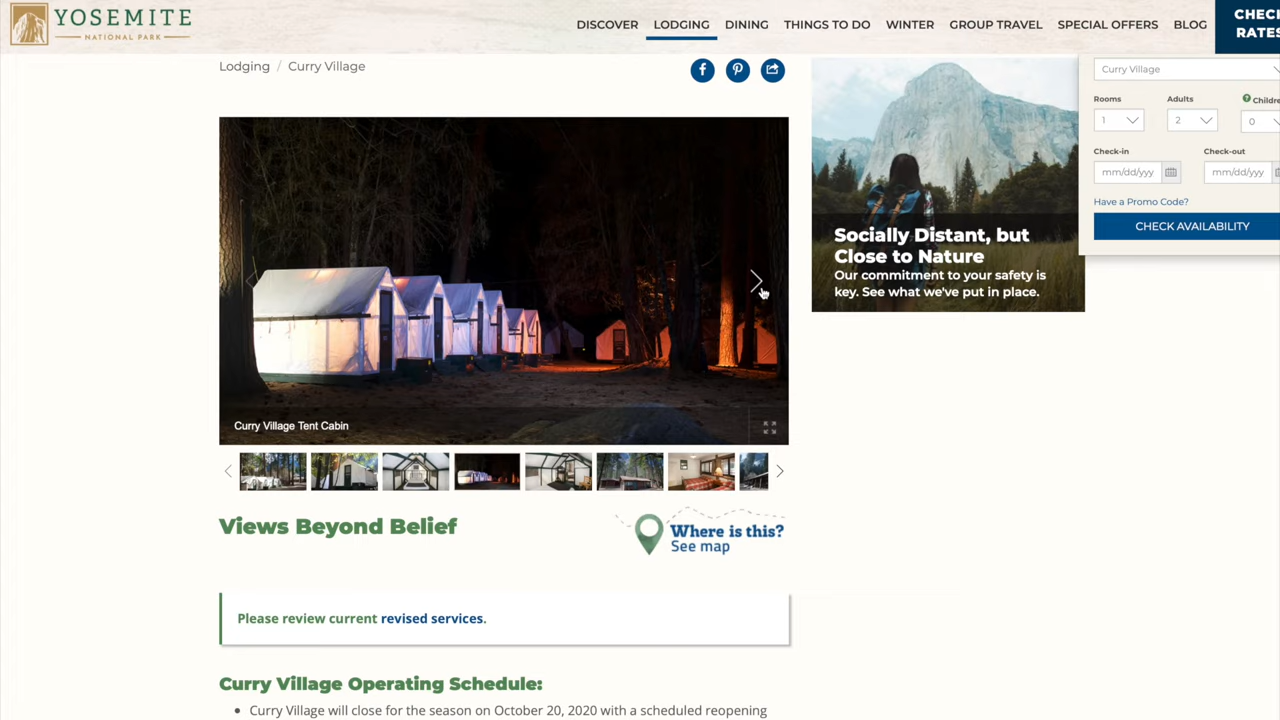 YOSEMITE
NATIONAL PARK
DISCOVER LODGING DINING THINGS TO DO WINTER GROUP TRAVEL SPECIAL OFFERS BLOG
Lodging / Curry Village
Curry Village
Rooms Adults
1 2 0
Check-in Check-out
mm/dd/yyy mm/dd/yyy
Have a Promo Code?
CHECK AVAILABILITY
Socially Distant, but
Close to Nature
Our commitment to your safety is
key. See what we've put in place.
Curry Village Tent Cabin
Views Beyond Belief
Where is this?
See map
Please review current revised services.
Curry Village Operating Schedule:
• Curry Village will close for the season on October 20, 2020 with a scheduled reopening